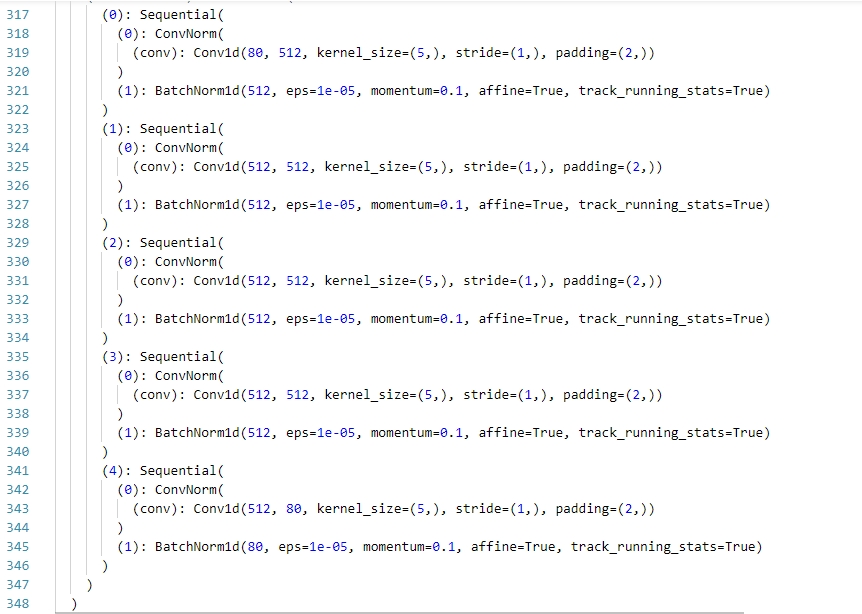 317 (0): Sequential(
318 (0): ConvNorm(
319 (conv): Conv1d(80, 512, kernel_size=(5,), stride=(1,), padding=(2,))
320 )
321 (1): BatchNorm1d(512, eps=1e-05, momentum=0.1, affine=True, track_running_stats=True)
322 )
323 (1): Sequential(
324 (0): ConvNorm(
325 (conv): Conv1d(512, 512, kernel_size=(5,), stride=(1,), padding=(2,))
326 )
327 (1): BatchNorm1d(512, eps=1e-05, momentum=0.1, affine=True, track_running_stats=True)
328 )
329 (2): Sequential(
330 (0): ConvNorm(
331 (conv): Conv1d(512, 512, kernel_size=(5,), stride=(1,), padding=(2,))
332 )
333 (1): BatchNorm1d(512, eps=1e-05, momentum=0.1, affine=True, track_running_stats=True)
334 )
335 (3): Sequential(
336 (0): ConvNorm(
337 (conv): Conv1d(512, 512, kernel_size=(5,), stride=(1,), padding=(2,))
338 )
339 (1): BatchNorm1d(512, eps=1e-05, momentum=0.1, affine=True, track_running_stats=True)
340 )
341 (4): Sequential(
342 (0): ConvNorm(
343 (conv): Conv1d(512, 80, kernel_size=(5,), stride=(1,), padding=(2,))
344 )
345 (1): BatchNorm1d(80, eps=1e-05, momentum=0.1, affine=True, track_running_stats=True)
346 )
347 )
348 )